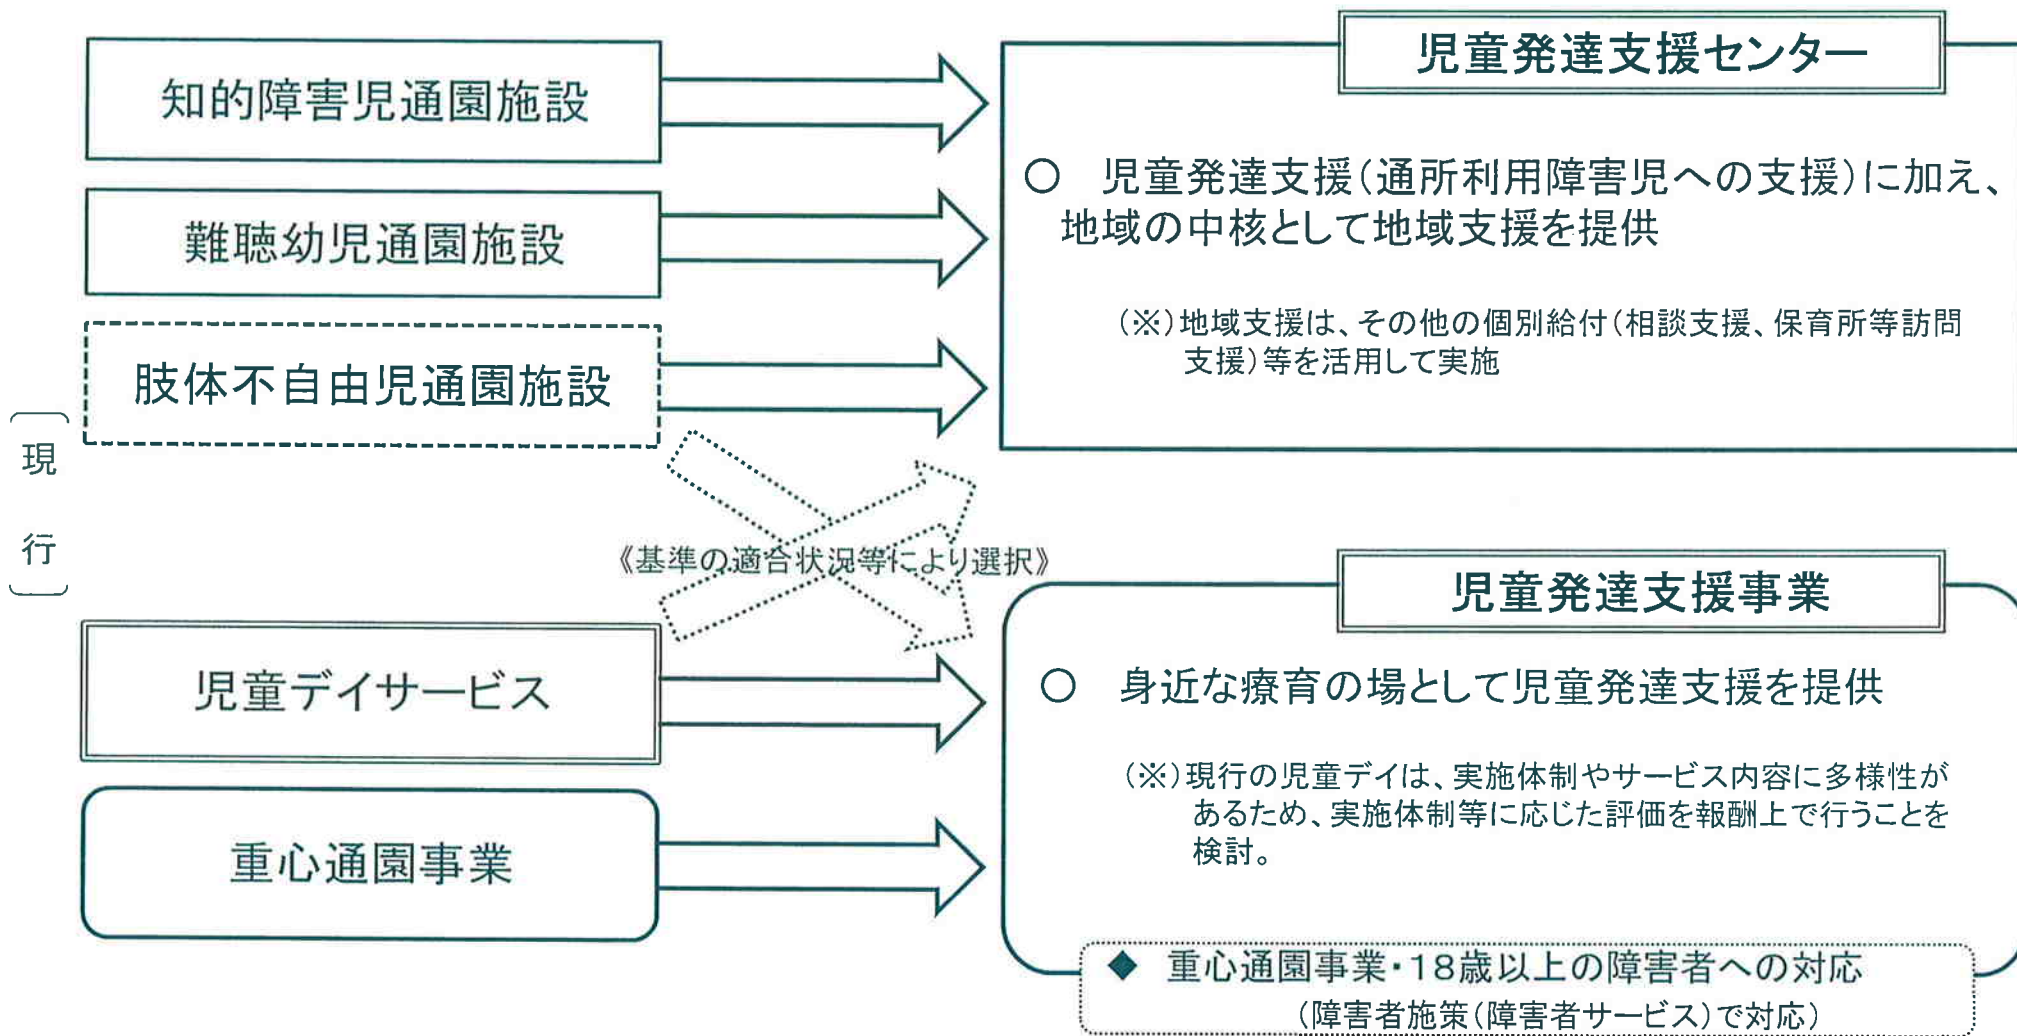 知的障害児通園施設
難聴幼児通園施設
肢体不自由児通園施設
〔現行〕
児童デイサービス
重心通園事業
《基準の適合状況等により選択》
児童発達支援センター
○　児童発達支援(通所利用障害児への支援)に加え、
地域の中核として地域支援を提供
(※)地域支援は、その他の個別給付(相談支援、保育所等訪問
支援)等を活用して実施
児童発達支援事業
○　身近な療育の場として児童発達支援を提供
(※)現行の児童デイは、実施体制やサービス内容に多様性が
あるため、実施体制等に応じた評価を報酬上で行うことを
検討。
◆　重心通園事業・18歳以上の障害者への対応
(障害者施策(障害者サービス)で対応)